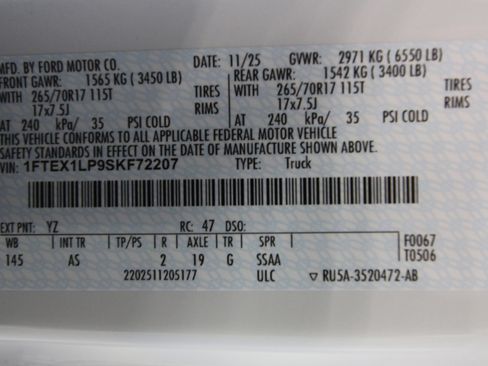 MFD. BY FORD MOTOR CO. DATE: 11/25 GVWR: 2971 KG (6550 LB)
FRONT GAWR: 1565 KG (3450 LB) REAR GAWR: 1542 KG (3400 LB)
WITH 265/70R17 115T TIRES WITH 265/70R17 115T TIRES
17x7.5J RIMS 17x7.5J RIMS
AT 240 kPa/ 35 PSI COLD AT 240 kPa/ 35 PSI COLD
THIS VEHICLE CONFORMS TO ALL APPLICABLE FEDERAL MOTOR VEHICLE
SAFETY STANDARDS IN EFFECT ON THE DATE OF MANUFACTURE SHOWN ABOVE.
1FTEX1LP9SKF72207 TYPE: Truck
EXT PNT: YZ RC: 47 DSO:
WB INT TR TP/PS R AXLE TR SPR F0067
T0506
145 AS 2 19 G SSAA
2202511205177 ULC ▽ RU5A-3520472-AB